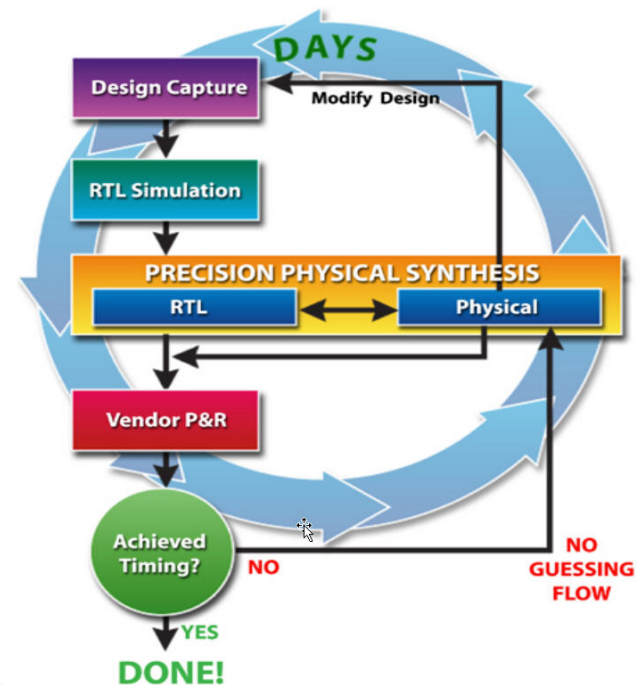 DAYS
Design Capture
Modify Design
RTL Simulation
PRECISION PHYSICAL SYNTHESIS
RTL
Physical
Vendor P&R
Achieved
Timing?
NO
NO
GUESSING
FLOW
YES
DONE!